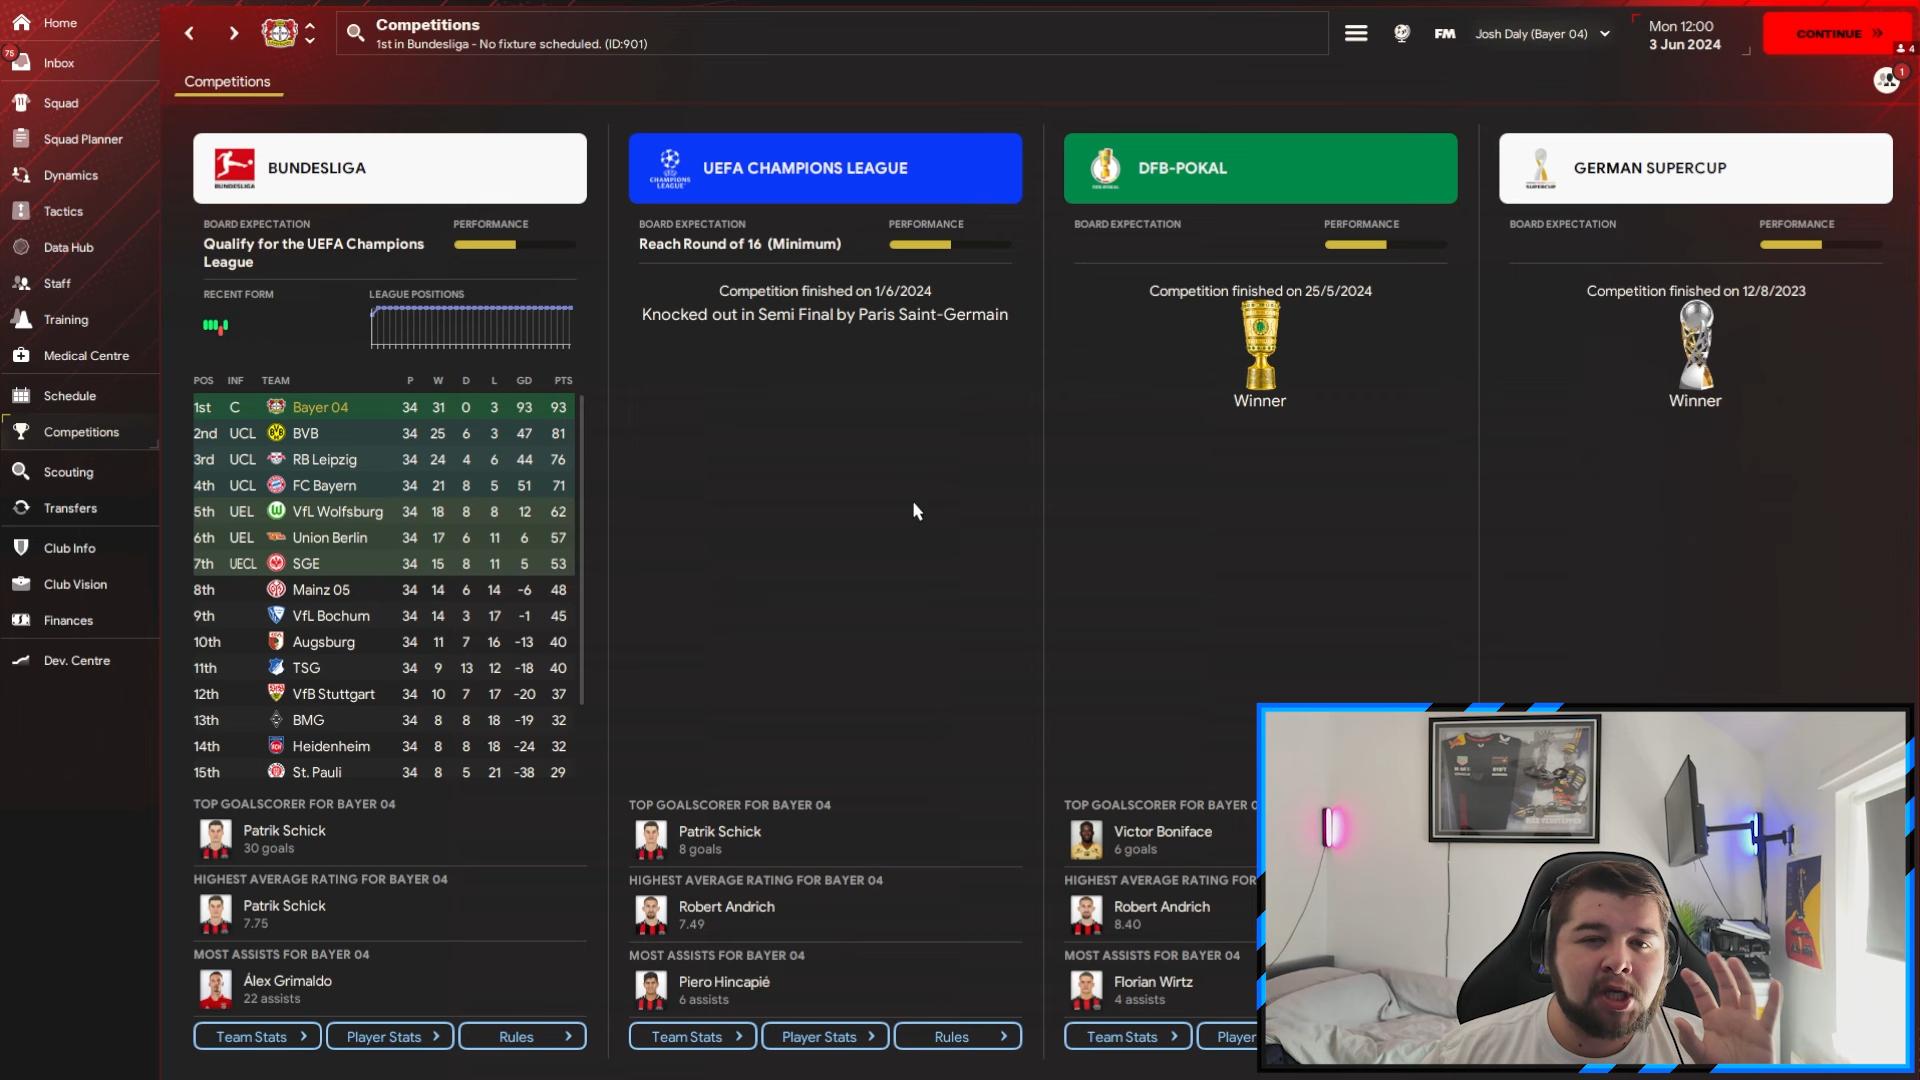 Home
75
Inbox
Squad
Squad Planner
Dynamics
Tactics
Data Hub
Staff
Training
Medical Centre
Schedule
Competitions
Scouting
Transfers
Club Info
Club Vision
Finances
Dev. Centre
Competitions
1st in Bundesliga - No fixture scheduled. (ID:901)
FM
Josh Daly (Bayer 04)
Mon 12:00
3 Jun 2024
CONTINUE
4
1
Competitions
BUNDESLIGA
BUNDESLIGA
BOARD EXPECTATION
PERFORMANCE
Qualify for the UEFA Champions
League
RECENT FORM
LEAGUE POSITIONS
POS INF TEAM P W D L GD PTS
1st C Bayer 04 34 31 0 3 93 93
2nd UCL BVB 34 25 6 3 47 81
3rd UCL RB Leipzig 34 24 4 6 44 76
4th UCL FC Bayern 34 21 8 5 51 71
5th UEL VfL Wolfsburg 34 18 8 8 12 62
6th UEL Union Berlin 34 17 6 11 6 57
7th UECL SGE 34 15 8 11 5 53
8th Mainz 05 34 14 6 14 -6 48
9th VfL Bochum 34 14 3 17 -1 45
10th Augsburg 34 11 7 16 -13 40
11th TSG 34 9 13 12 -18 40
12th VfB Stuttgart 34 10 7 17 -20 37
13th BMG 34 8 8 18 -19 32
14th Heidenheim 34 8 8 18 -24 32
15th St. Pauli 34 8 5 21 -38 29
TOP GOALSCORER FOR BAYER 04
Patrik Schick
30 goals
HIGHEST AVERAGE RATING FOR BAYER 04
Patrik Schick
7.75
MOST ASSISTS FOR BAYER 04
Álex Grimaldo
22 assists
Team Stats
Player Stats
Rules
CHAMPIONS
LEAGUE
UEFA CHAMPIONS LEAGUE
BOARD EXPECTATION
PERFORMANCE
Reach Round of 16 (Minimum)
Competition finished on 1/6/2024
Knocked out in Semi Final by Paris Saint-Germain
TOP GOALSCORER FOR BAYER 04
Patrik Schick
8 goals
HIGHEST AVERAGE RATING FOR BAYER 04
Robert Andrich
7.49
MOST ASSISTS FOR BAYER 04
Piero Hincapié
6 assists
Team Stats
Player Stats
Rules
DFB-POKAL
BOARD EXPECTATION
PERFORMANCE
Competition finished on 25/5/2024
Winner
TOP GOALSCORER FOR BAYER 0
Victor Boniface
6 goals
HIGHEST AVERAGE RATING FOR
Robert Andrich
8.40
MOST ASSISTS FOR BAYER 04
Florian Wirtz
4 assists
Team Stats
Player
SUPERCUP
GERMAN SUPERCUP
BOARD EXPECTATION
PERFORMANCE
Competition finished on 12/8/2023
Winner